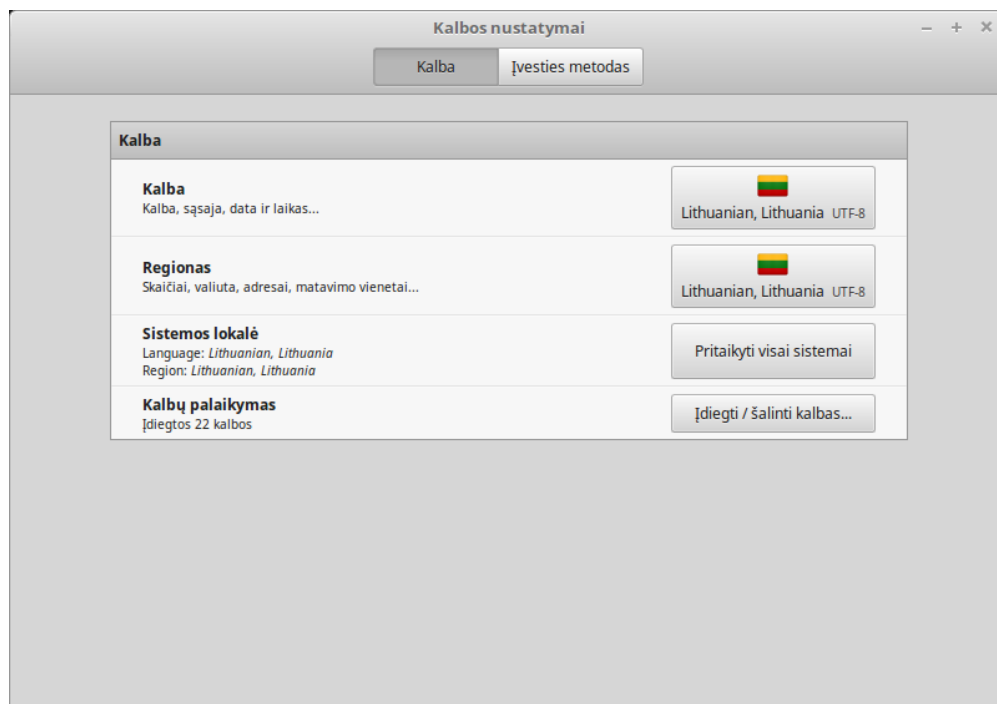 Kalbos nustatymai
Kalba
Įvesties metodas
Kalba
Kalba
Kalba, sąsaja, data ir laikas...
Lithuanian, Lithuania UTF-8
Regionas
Skaičiai, valiuta, adresai, matavimo vienetai...
Lithuanian, Lithuania UTF-8
Sistemos lokalė
Language: Lithuanian, Lithuania
Region: Lithuanian, Lithuania
Pritaikyti visai sistemai
Kalbų palaikymas
Įdiegtos 22 kalbos
Įdiegti / šalinti kalbas...